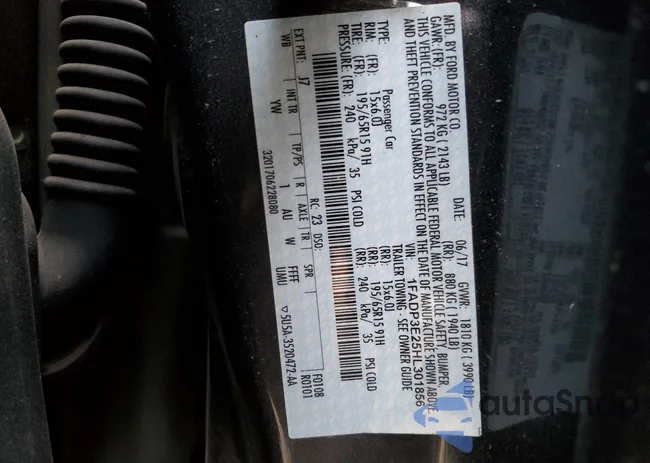 MFD. BY FORD MOTOR CO.
DATE: 06/17 GVWR: 1810 KG ( 3990 LB)
GAWR: (FR): 972 KG ( 2143 LB) (RR): 880 KG ( 1940 LB)
THIS VEHICLE CONFORMS TO ALL APPLICABLE FEDERAL MOTOR VEHICLE SAFETY, BUMPER,
AND THEFT PREVENTION STANDARDS IN EFFECT ON THE DATE OF MANUFACTURE SHOWN ABOVE.
VIN: 1FADP3E25HL301856
TYPE: Passenger Car TRAILER TOWING - SEE OWNER GUIDE
RIM: (FR): 15x6.0J (RR): 15x6.0J
TIRE: (FR): 195/65R15 91H (RR): 195/65R15 91H
PRESSURE: (FR): 240 kPa/ 35 PSI COLD (RR): 240 kPa/ 35 PSI COLD
RC: 23 DSO: F0108
R0101
EXT PNT: J7 INT TR TP/PS R AXLE TR SPR
WB YW 1 AU W FFFF UMU
3201706228080 ▽5U5A-3520472-AA
autoSnap